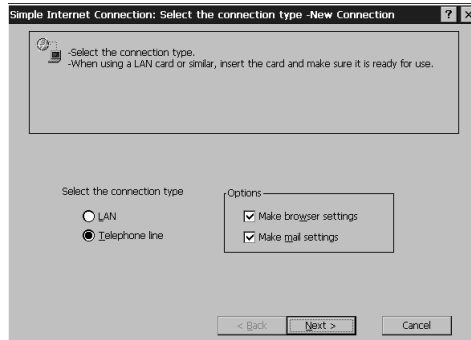 Simple Internet Connection: Select the connection type -New Connection ? ×
-Select the connection type.
-When using a LAN card or similar, insert the card and make sure it is ready for use.
Select the connection type
LAN
Telephone line
Options
Make browser settings
Make mail settings
< Back
Next >
Cancel